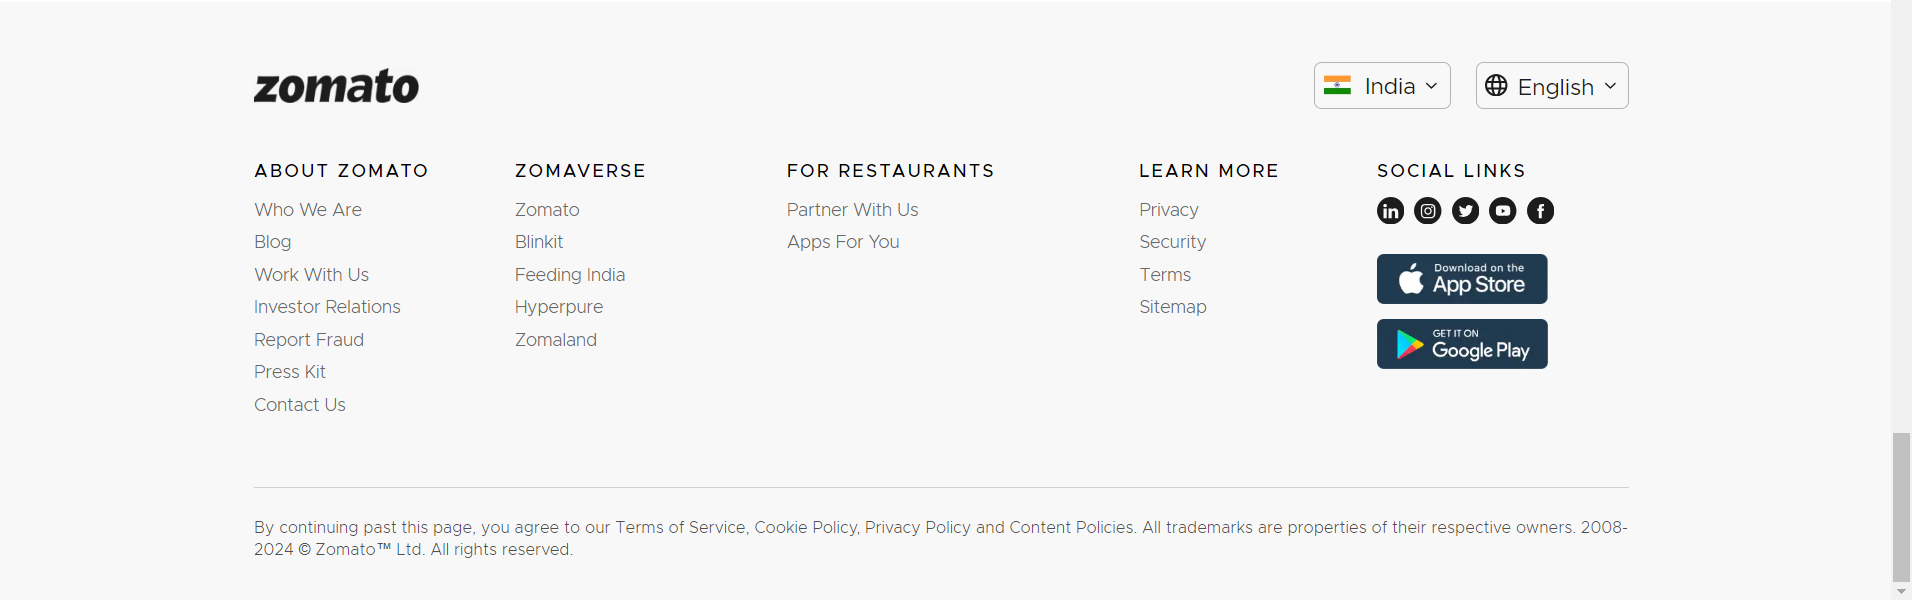 zomato
India
English
ABOUT ZOMATO
Who We Are
Blog
Work With Us
Investor Relations
Report Fraud
Press Kit
Contact Us
ZOMAVERSE
Zomato
Blinkit
Feeding India
Hyperpure
Zomaland
FOR RESTAURANTS
Partner With Us
Apps For You
LEARN MORE
Privacy
Security
Terms
Sitemap
SOCIAL LINKS
in
f
Download on the
App Store
GET IT ON
Google Play
By continuing past this page, you agree to our Terms of Service, Cookie Policy, Privacy Policy and Content Policies. All trademarks are properties of their respective owners. 2008-
2024 © Zomato™ Ltd. All rights reserved.